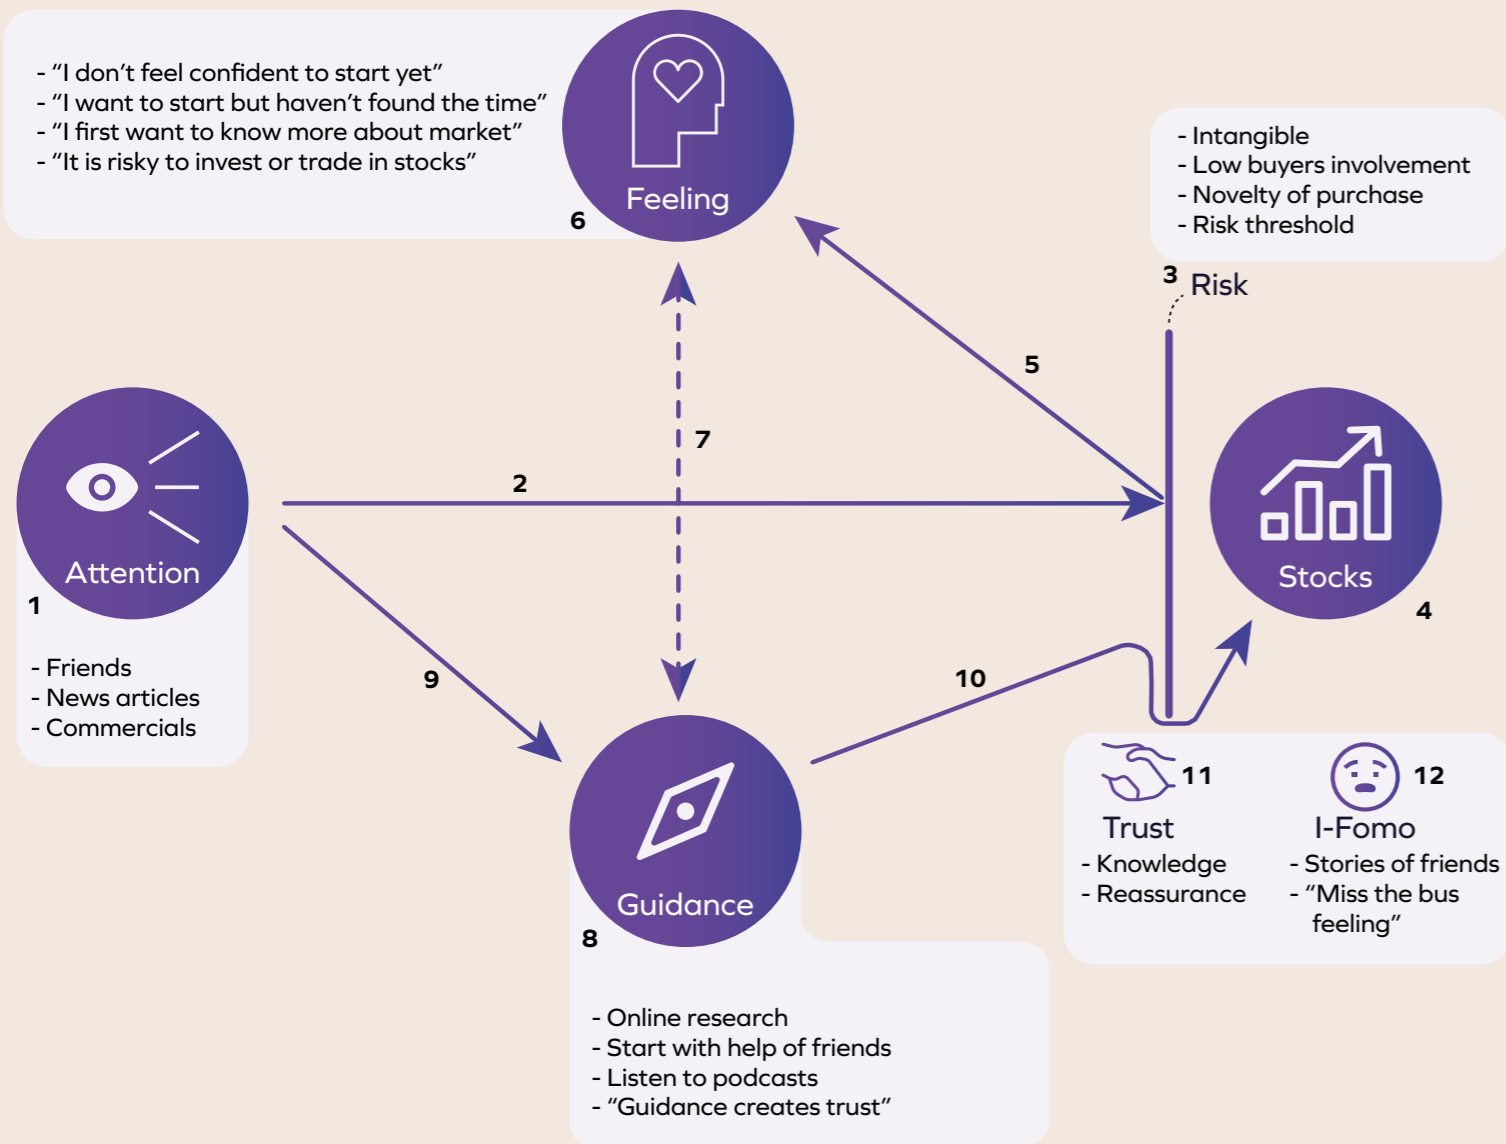 - “I don’t feel confident to start yet”
- “I want to start but haven’t found the time”
- “I first want to know more about market”
- “It is risky to invest or trade in stocks”
Feeling
6
- Intangible
- Low buyers involvement
- Novelty of purchase
- Risk threshold
3
Risk
5
7
2
Attention
1
- Friends
- News articles
- Commercials
Stocks
4
9
10
Guidance
8
- Online research
- Start with help of friends
- Listen to podcasts
- “Guidance creates trust”
11
Trust
- Knowledge
- Reassurance
12
I-Fomo
- Stories of friends
- “Miss the bus
feeling”